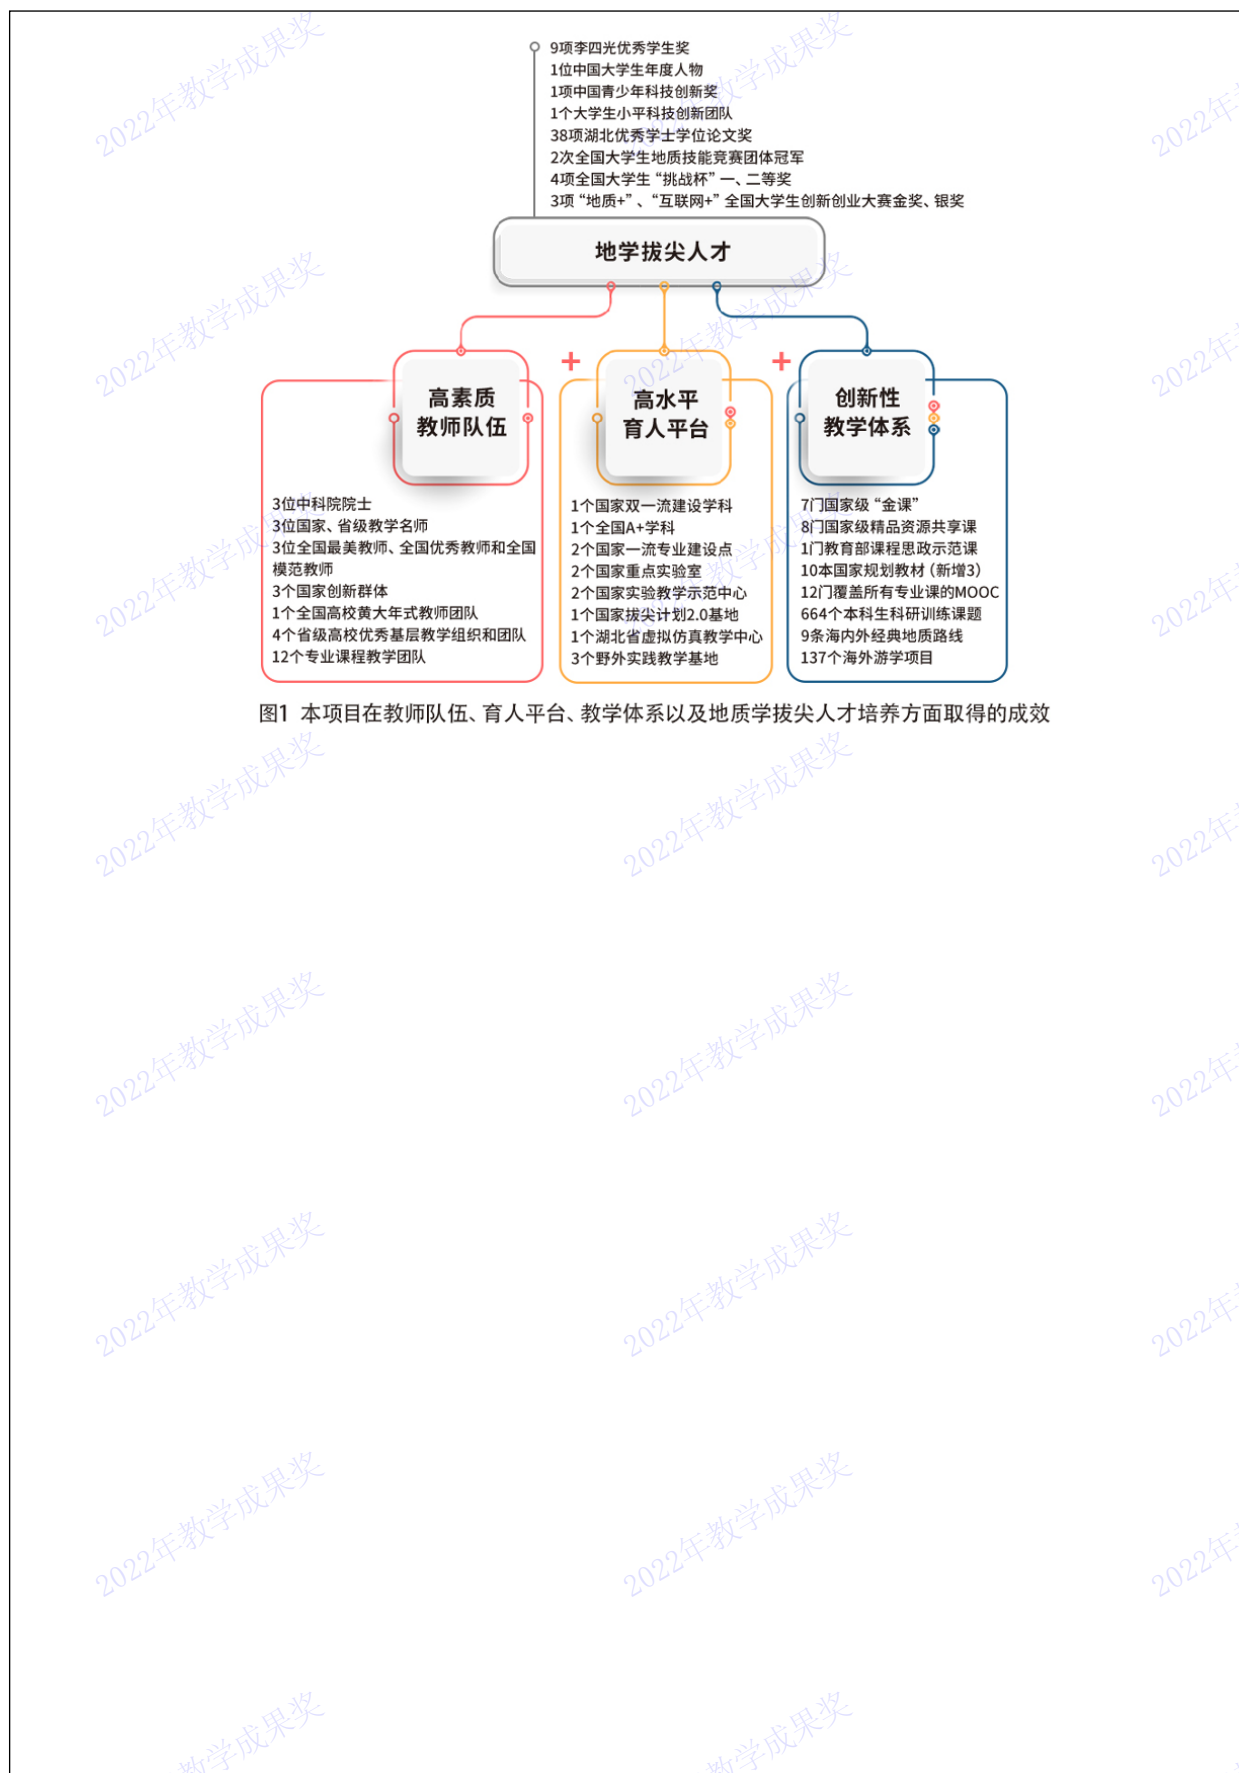 9项李四光优秀学生奖
1位中国大学生年度人物
1项中国青少年科技创新奖
1个大学生小平科技创新团队
38项湖北优秀学士学位论文奖
2次全国大学生地质技能竞赛团体冠军
4项全国大学生“挑战杯”一、二等奖
3项“地质+”、“互联网+”全国大学生创新创业大赛金奖、银奖
地学拔尖人才
高素质
教师队伍
3位中科院院士
3位国家、省级教学名师
3位全国最美教师、全国优秀教师和全国
模范教师
3个国家创新群体
1个全国高校黄大年式教师团队
4个省级高校优秀基层教学组织和团队
12个专业课程教学团队
+
高水平
育人平台
1个国家双一流建设学科
1个全国A+学科
2个国家一流专业建设点
2个国家重点实验室
2个国家实验教学示范中心
1个国家拔尖计划2.0基地
1个湖北省虚拟仿真教学中心
3个野外实践教学基地
+
创新性
教学体系
7门国家级“金课”
8门国家级精品资源共享课
1门教育部课程思政示范课
10本国家规划教材（新增3）
12门覆盖所有专业课的MOOC
664个本科生科研训练课题
9条海内外经典地质路线
137个海外游学项目
图1 本项目在教师队伍、育人平台、教学体系以及地质学拔尖人才培养方面取得的成效
2022年教学成果奖